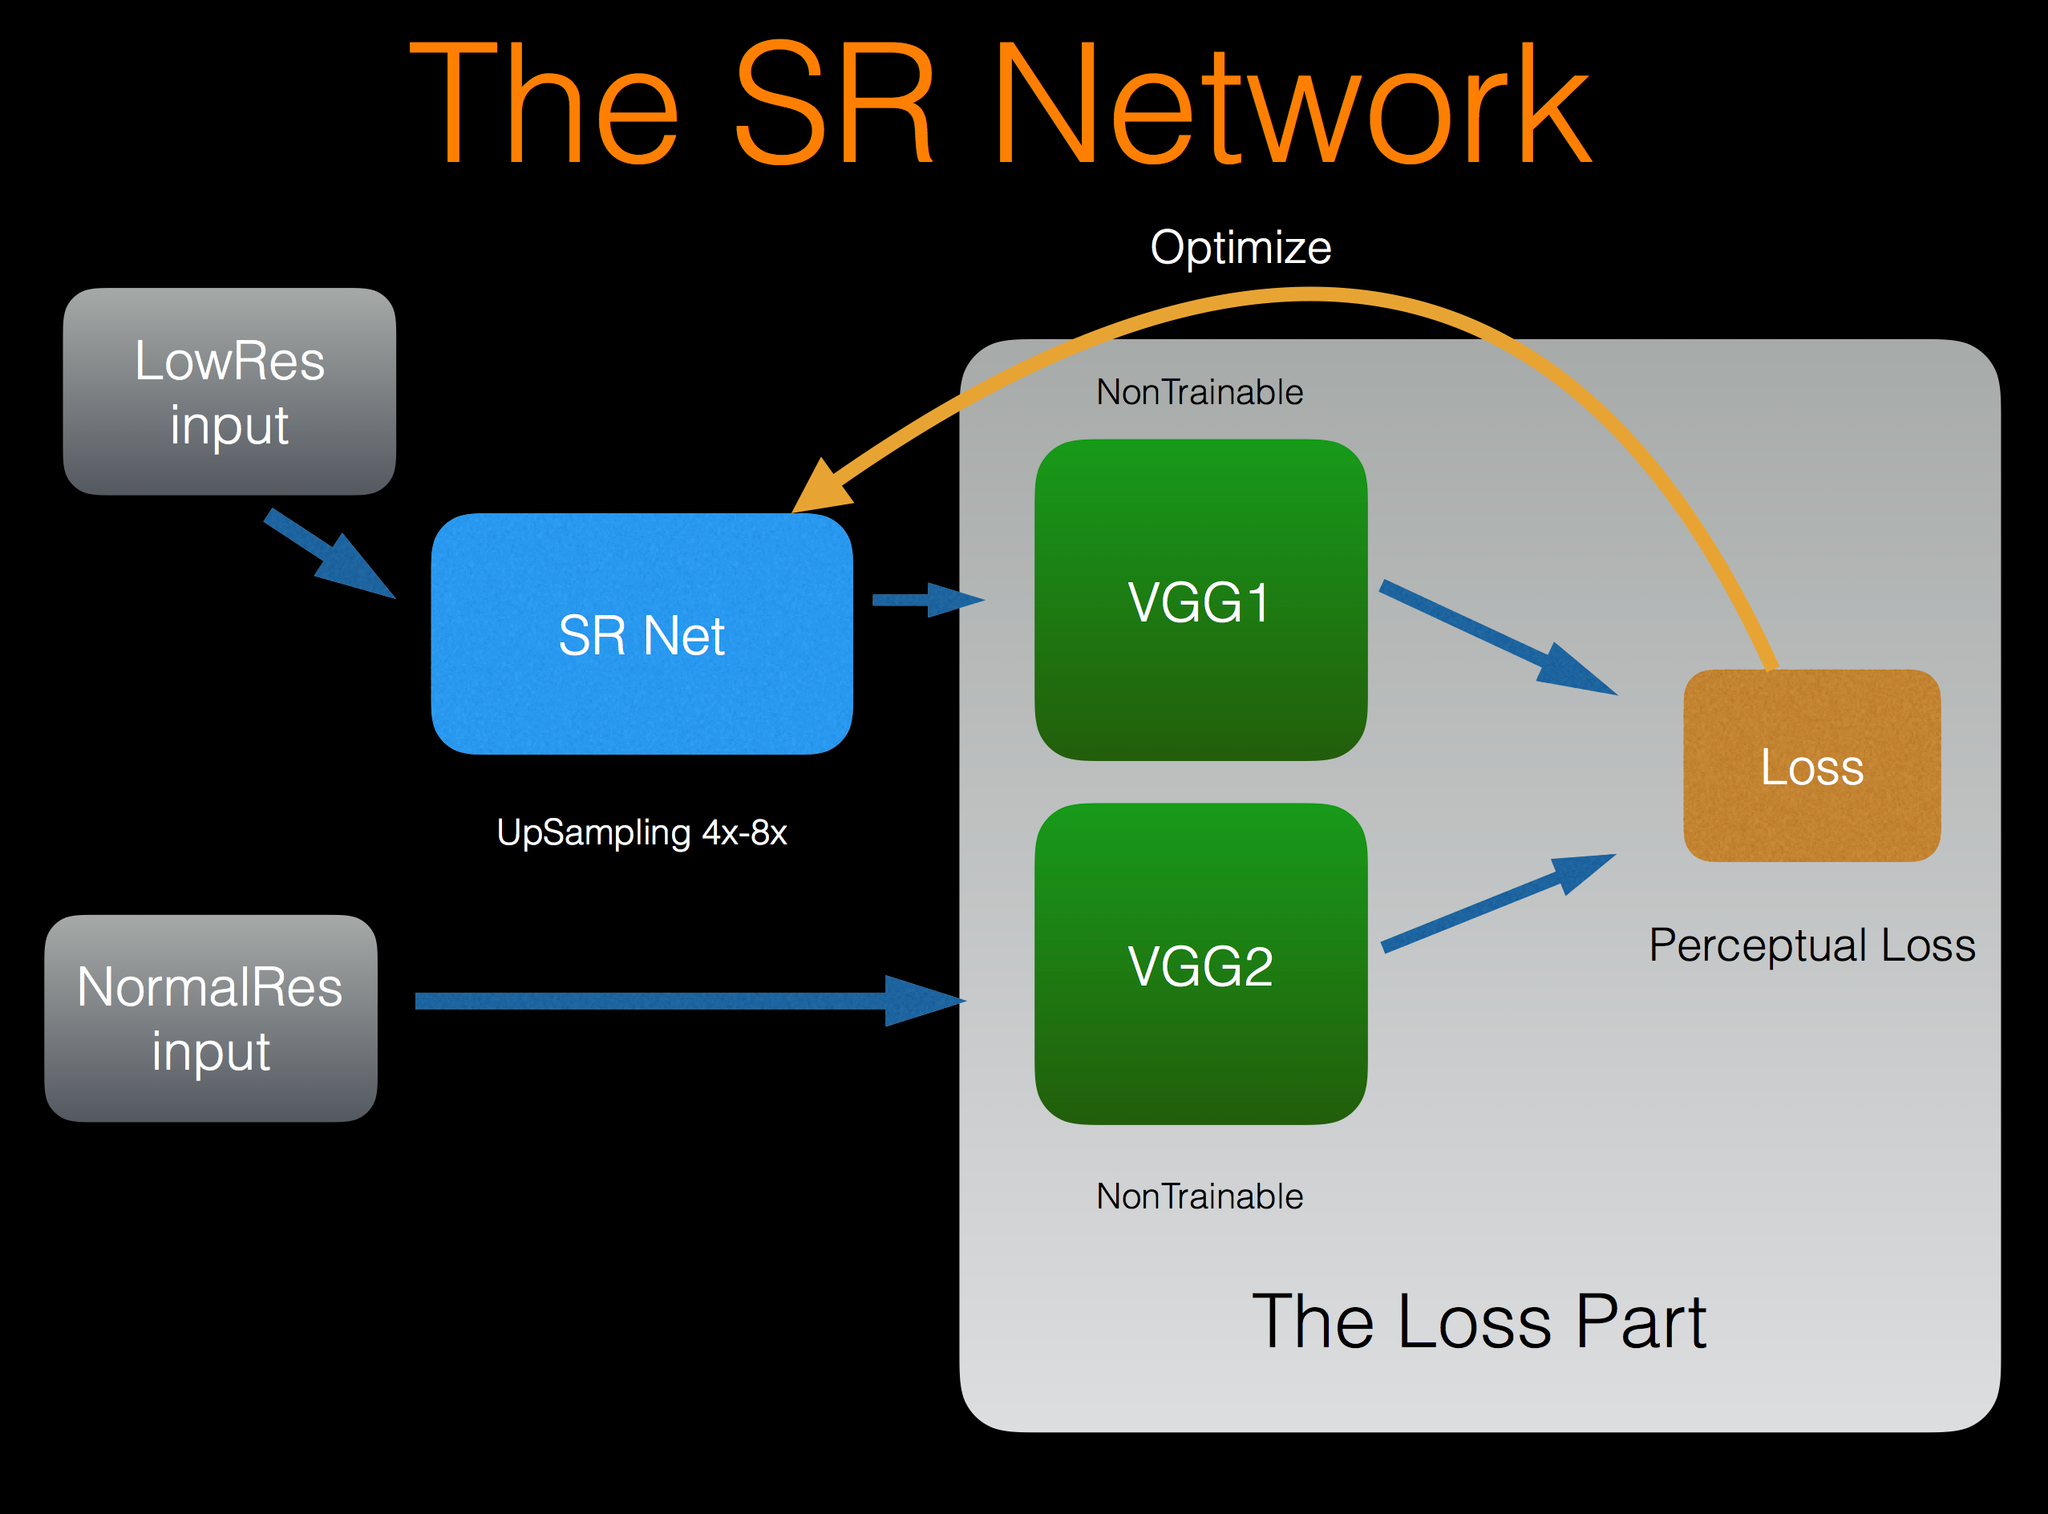 The SR Network
Optimize
LowRes
input
NonTrainable
VGG1
SR Net
Loss
UpSampling 4x-8x
Perceptual Loss
NormalRes
input
VGG2
NonTrainable
The Loss Part